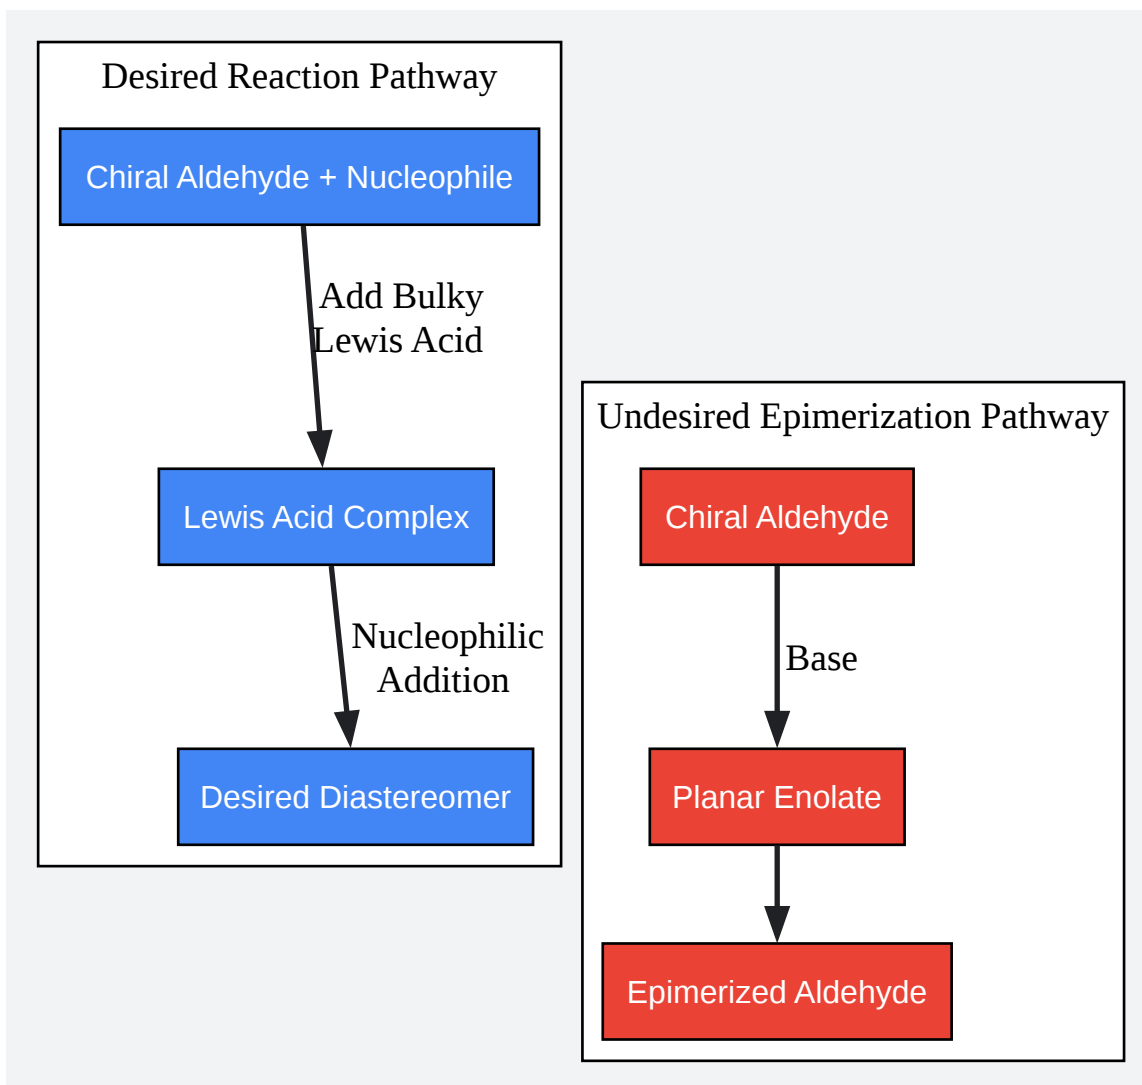 Desired Reaction Pathway
Chiral Aldehyde + Nucleophile
Add Bulky
Lewis Acid
Lewis Acid Complex
Nucleophilic
Addition
Desired Diastereomer
Undesired Epimerization Pathway
Chiral Aldehyde
Base
Planar Enolate
Epimerized Aldehyde